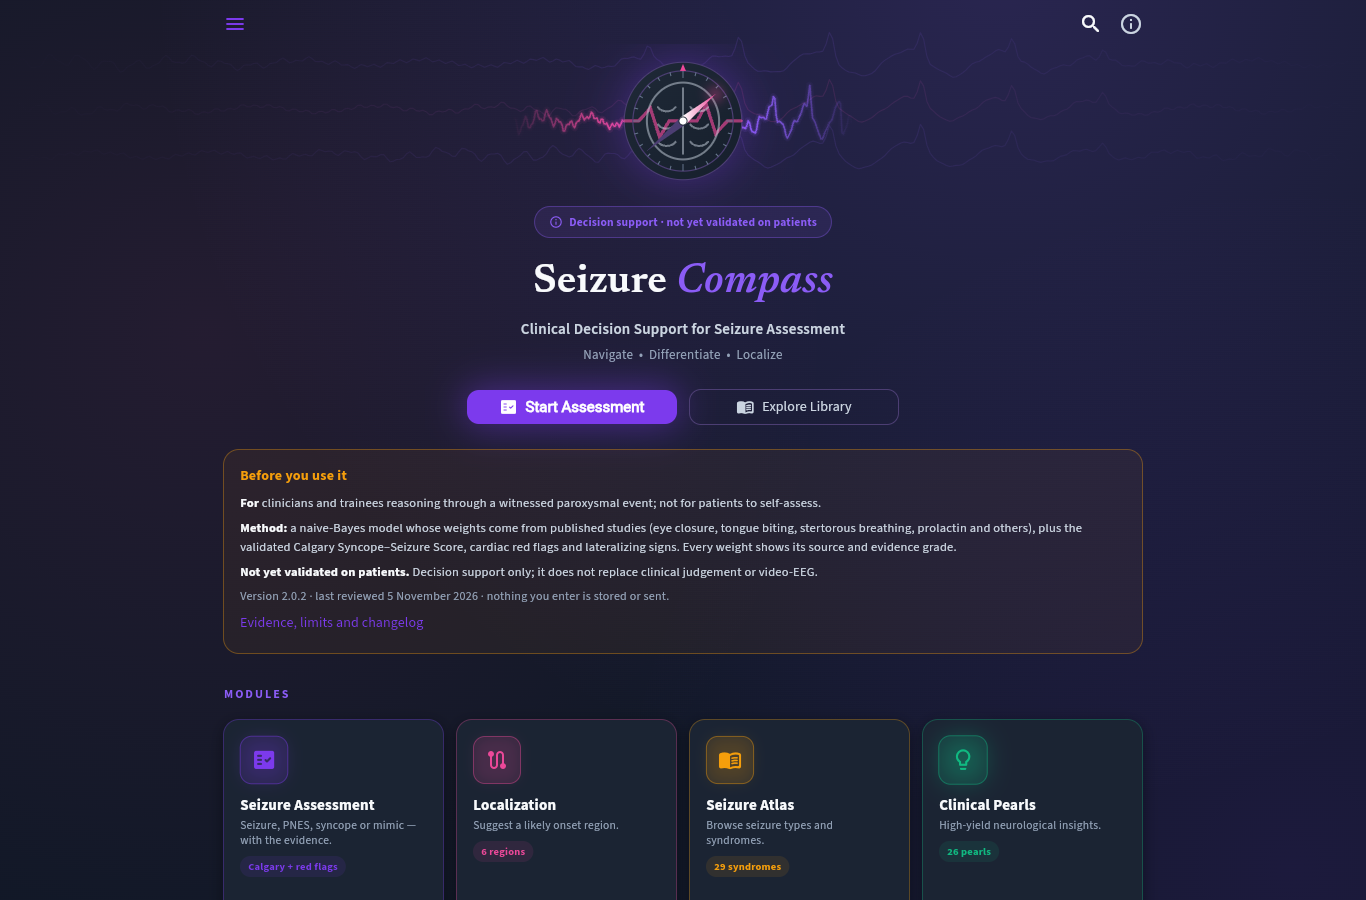 Decision support · not yet validated on patients
Seizure Compass
Clinical Decision Support for Seizure Assessment
Navigate • Differentiate • Localize
Start Assessment
Explore Library
Before you use it
For clinicians and trainees reasoning through a witnessed paroxysmal event; not for patients to self-assess.
Method: a naive-Bayes model whose weights come from published studies (eye closure, tongue biting, stertorous breathing, prolactin and others), plus the
validated Calgary Syncope–Seizure Score, cardiac red flags and lateralizing signs. Every weight shows its source and evidence grade.
Not yet validated on patients. Decision support only; it does not replace clinical judgement or video-EEG.
Version 2.0.2 · last reviewed 5 November 2026 · nothing you enter is stored or sent.
Evidence, limits and changelog
MODULES
Seizure Assessment
Seizure, PNES, syncope or mimic —
with the evidence.
Calgary + red flags
Localization
Suggest a likely onset region.
6 regions
Seizure Atlas
Browse seizure types and
syndromes.
29 syndromes
Clinical Pearls
High-yield neurological insights.
26 pearls